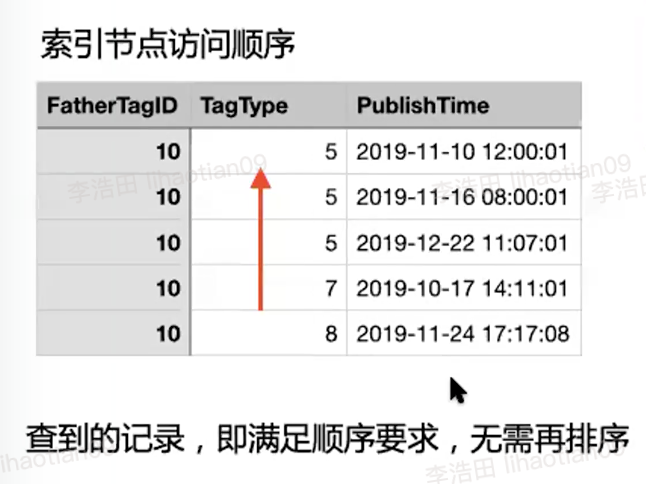 索引节点访问顺序
FatherTagID TagType PublishTime
10 5 2019-11-10 12:00:01
10 5 2019-11-16 08:00:01
10 5 2019-12-22 11:07:01
10 7 2019-10-17 14:11:01
10 8 2019-11-24 17:17:08
查到的记录，即满足顺序要求，无需再排序
李浩田 lihaotian09
李浩田 lihaotian09
李浩田
lihaotian09
李浩田 lihaotian09